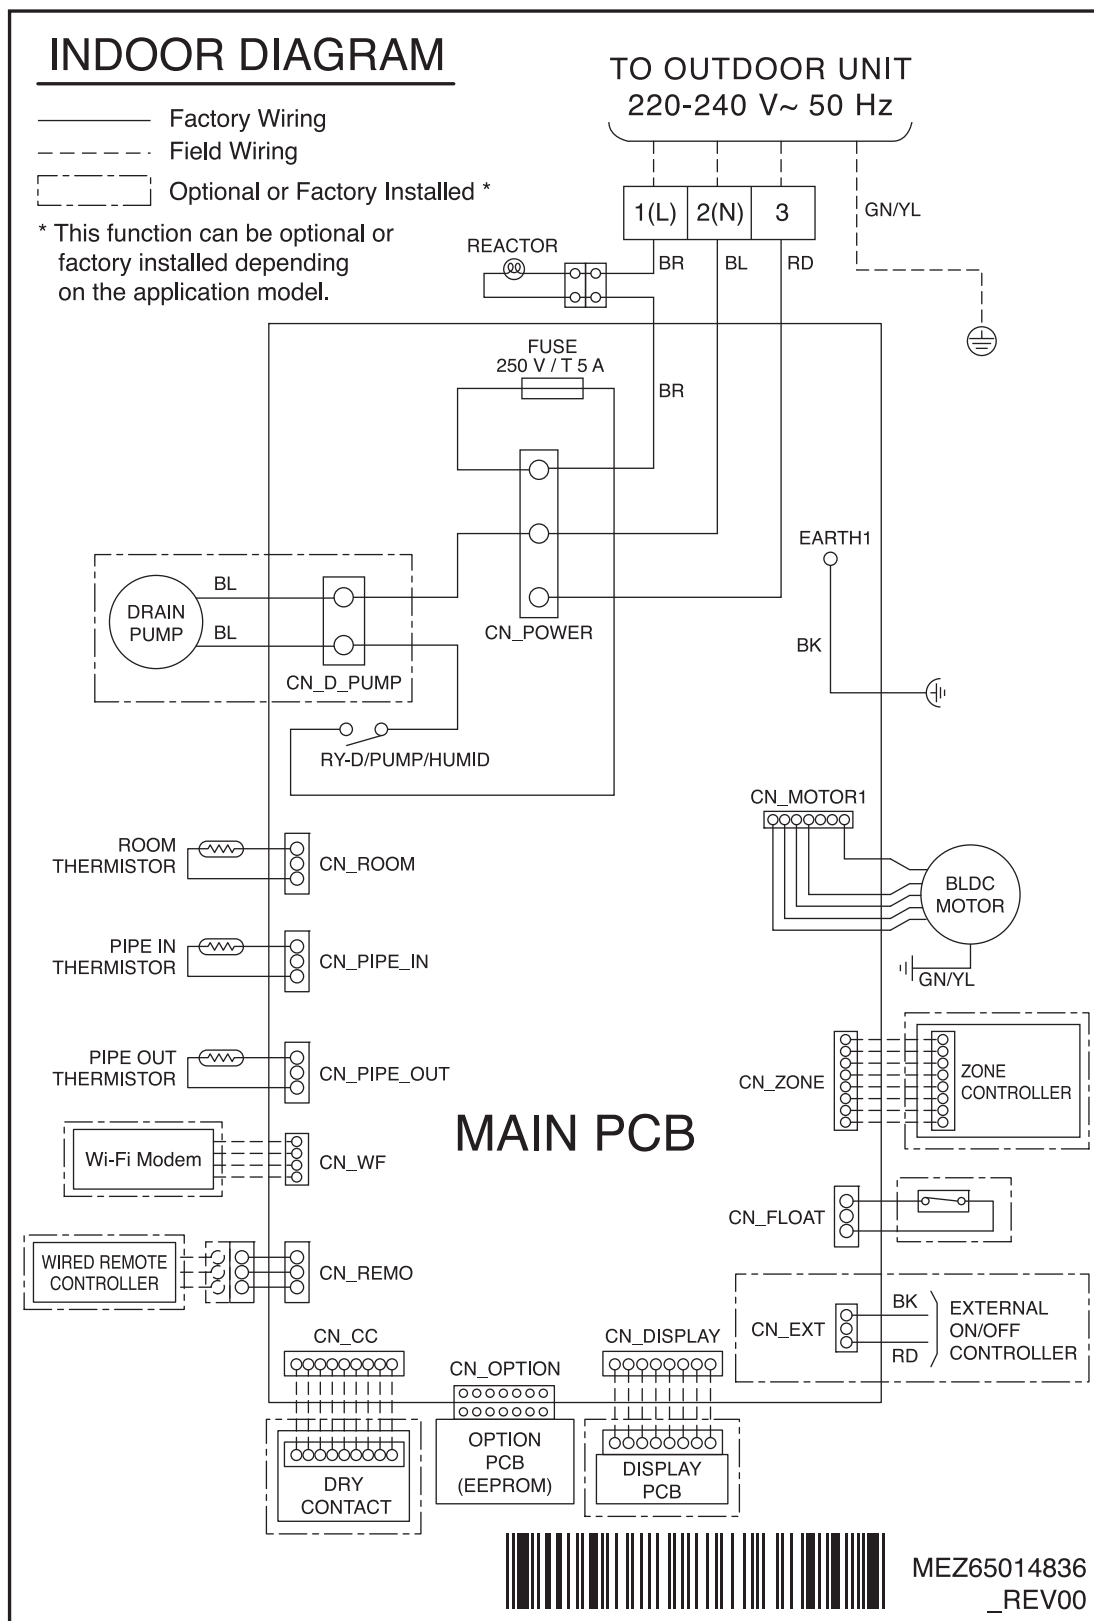 INDOOR DIAGRAM
Factory Wiring
Field Wiring
Optional or Factory Installed *
* This function can be optional or
factory installed depending
on the application model.
TO OUTDOOR UNIT
220-240 V~ 50 Hz
1(L)
2(N)
3
GN/YL
REACTOR
BR
BL
RD
FUSE
250 V / T 5 A
BR
EARTH1
BK
DRAIN
PUMP
BL
BL
CN_D_PUMP
CN_POWER
RY-D/PUMP/HUMID
CN_MOTOR1
BLDC
MOTOR
GN/YL
ROOM
THERMISTOR
CN_ROOM
PIPE IN
THERMISTOR
CN_PIPE_IN
PIPE OUT
THERMISTOR
CN_PIPE_OUT
MAIN PCB
CN_ZONE
ZONE
CONTROLLER
Wi-Fi Modem
CN_WF
CN_FLOAT
WIRED REMOTE
CONTROLLER
CN_REMO
CN_EXT
BK
RD
EXTERNAL
ON/OFF
CONTROLLER
CN_CC
DRY
CONTACT
CN_OPTION
OPTION
PCB
(EEPROM)
CN_DISPLAY
DISPLAY
PCB
MEZ65014836
_REV00